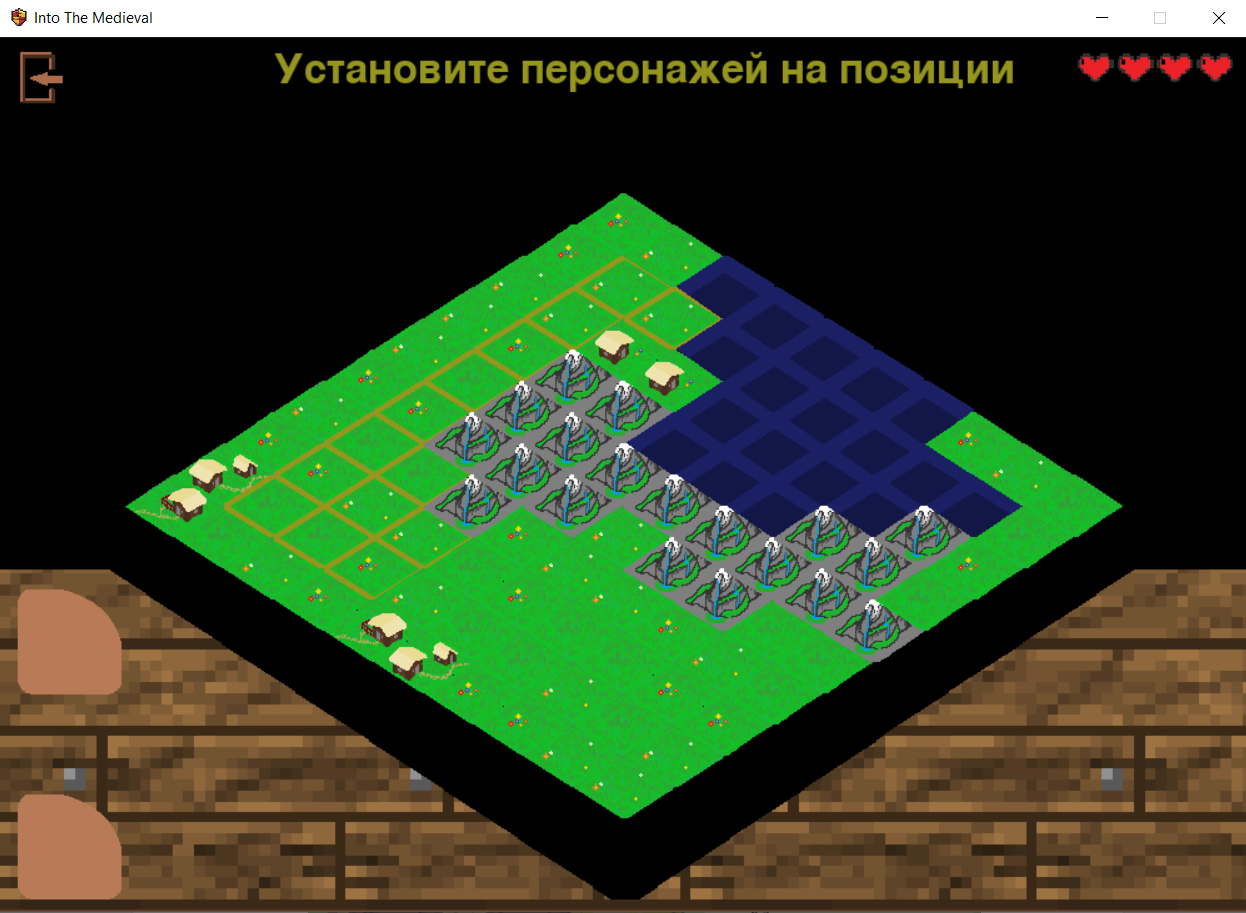 Into The Medieval
Установите персонажей на позиции